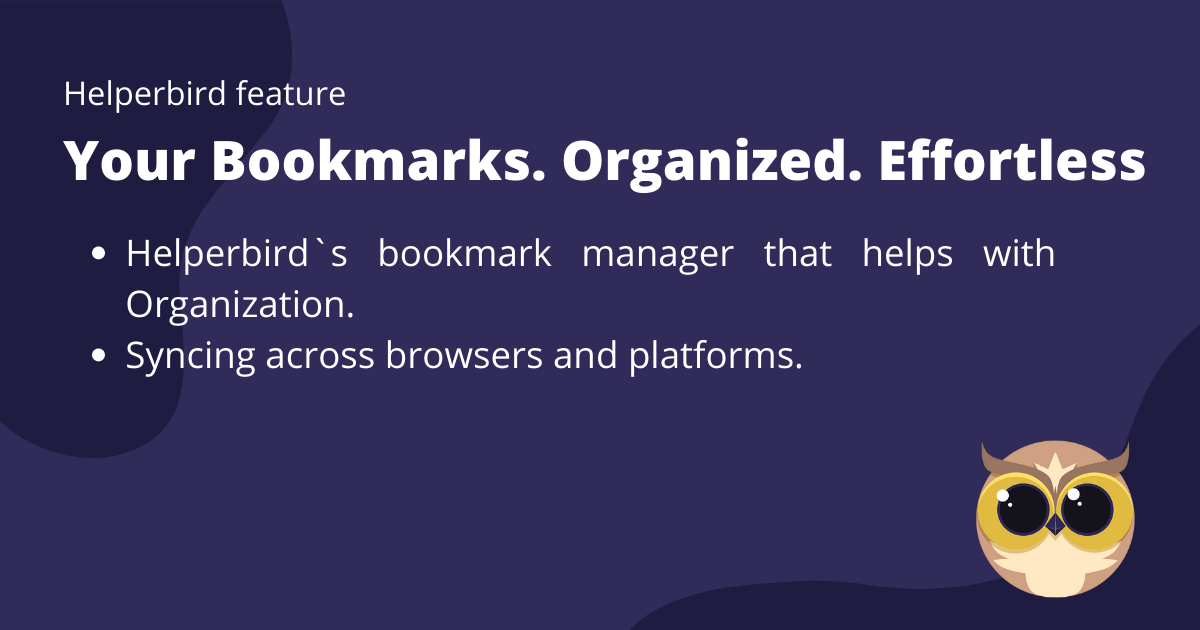 Helperbird feature
Your Bookmarks. Organized. Effortless
• Helperbird`s bookmark manager that helps with
Organization.
• Syncing across browsers and platforms.